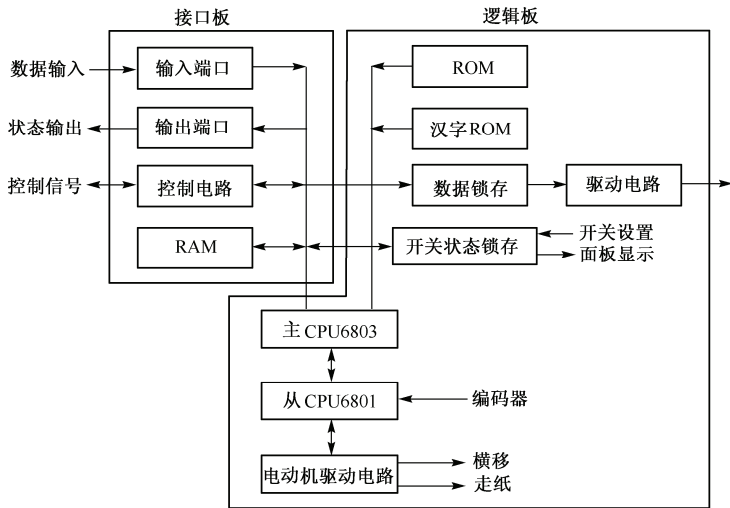 接口板
逻辑板
数据输入
输入端口
ROM
状态输出
输出端口
汉字ROM
控制信号
控制电路
数据锁存
驱动电路
RAM
开关状态锁存
开关设置
面板显示
主CPU6803
从CPU6801
编码器
电动机驱动电路
横移
走纸